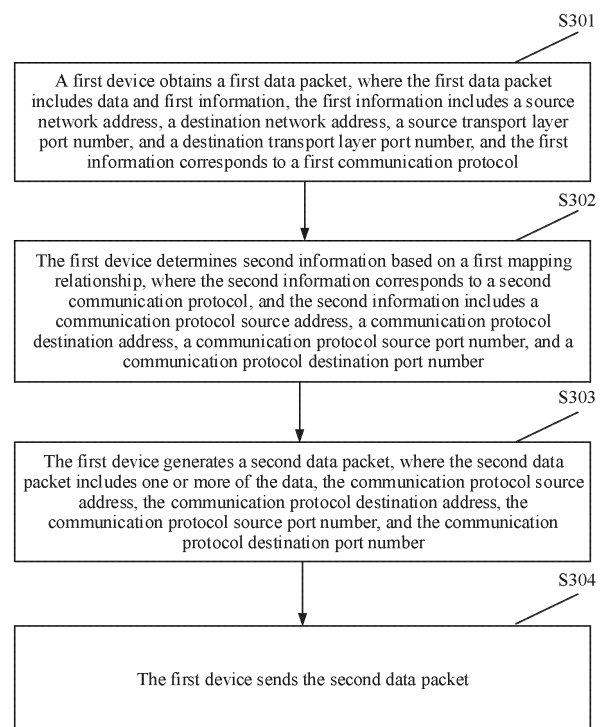 S301
A first device obtains a first data packet, where the first data packet
includes data and first information, the first information includes a source
network address, a destination network address, a source transport layer
port number, and a destination transport layer port number, and the first
information corresponds to a first communication protocol
S302
The first device determines second information based on a first mapping
relationship, where the second information corresponds to a second
communication protocol, and the second information includes a
communication protocol source address, a communication protocol
destination address, a communication protocol source port number, and a
communication protocol destination port number
S303
The first device generates a second data packet, where the second data
packet includes one or more of the data, the communication protocol source
address, the communication protocol destination address, the
communication protocol source port number, and the communication
protocol destination port number
S304
The first device sends the second data packet